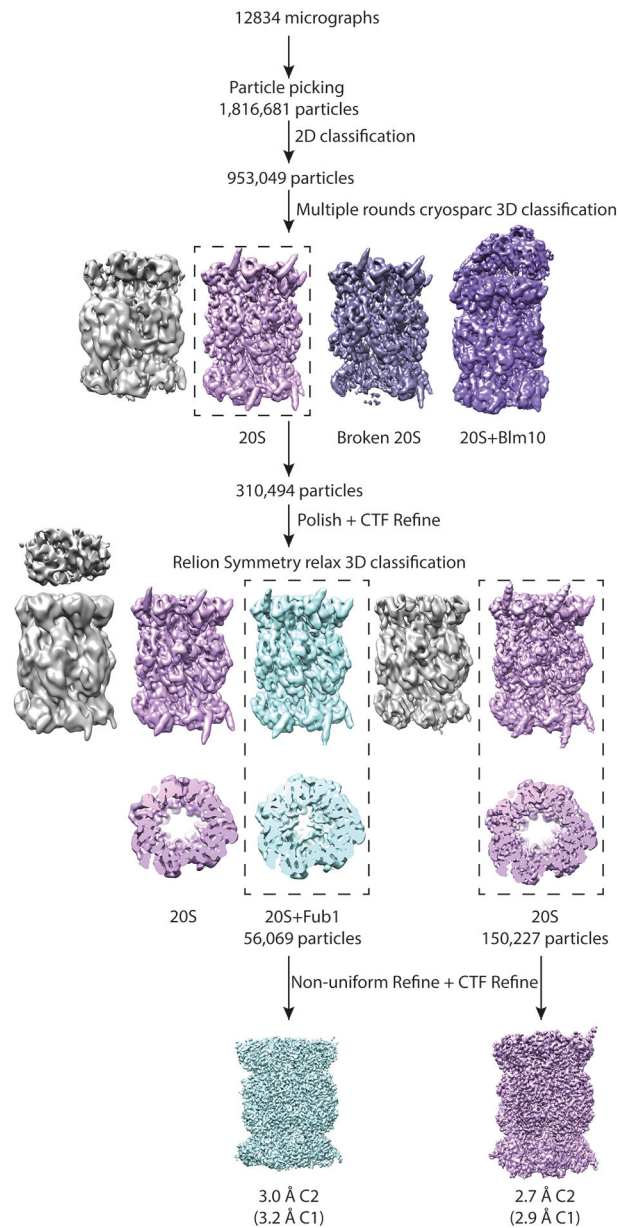 12834 micrographs
Particle picking
1,816,681 particles
2D classification
953,049 particles
Multiple rounds cryosparc 3D classification
20S
Broken 20S
20S+Blm10
310,494 particles
Polish + CTF Refine
Relion Symmetry relax 3D classification
20S
20S+Fub1
20S
56,069 particles
150,227 particles
Non-uniform Refine + CTF Refine
3.0 Å C2
2.7 Å C2
(3.2 Å C1)
(2.9 Å C1)